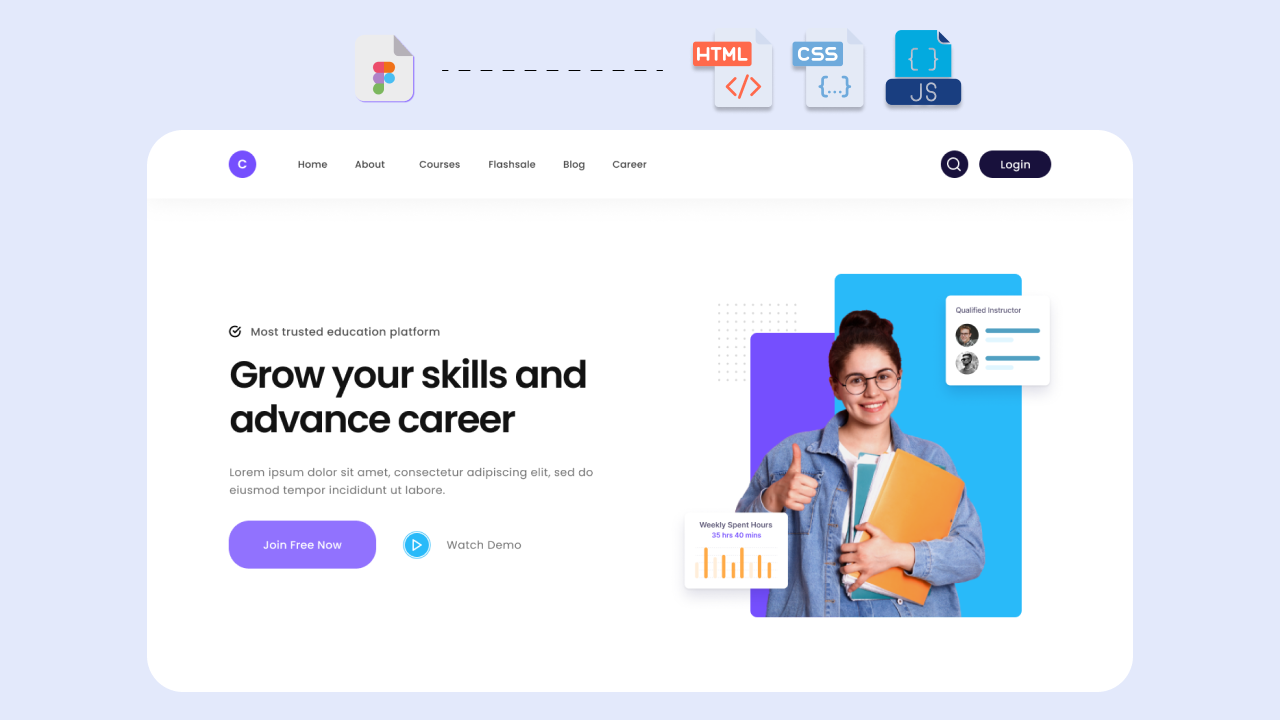 HTML
</>
CSS
{...}
{ }
JS
C
Home
About
Courses
Flashsale
Blog
Career
Login
Most trusted education platform
Grow your skills and
advance career
Lorem ipsum dolor sit amet, consectetur adipiscing elit, sed do
eiusmod tempor incididunt ut labore.
Join Free Now
Watch Demo
Qualified Instructor
Weekly Spent Hours
35 hrs 40 mins